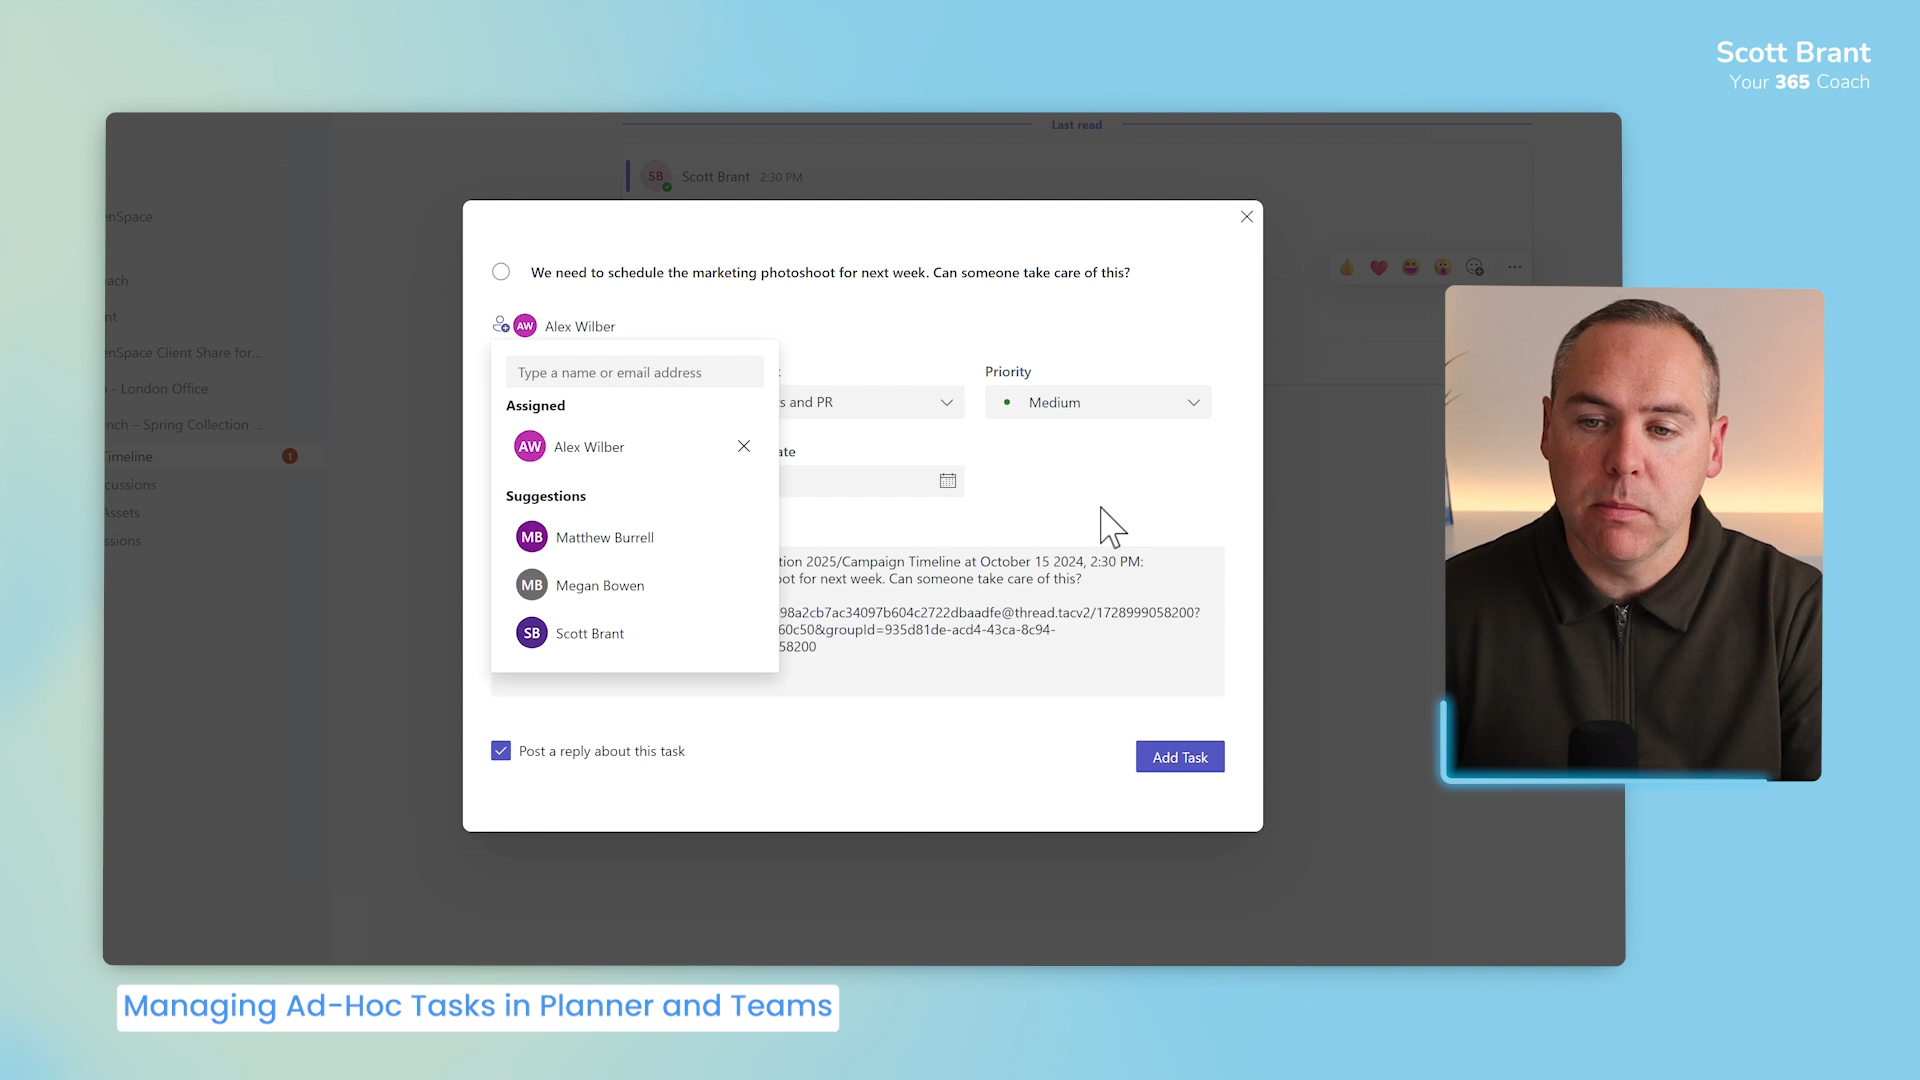 Scott Brant
Your 365 Coach
Last read
SB Scott Brant 2:30 PM
enSpace
We need to schedule the marketing photoshoot for next week. Can someone take care of this?
AW Alex Wilber
oach
nt
enSpace Client Share for...
- London Office
nch – Spring Collection ...
Timeline 1
cussions
Assets
ssions
Type a name or email address
Assigned
AW Alex Wilber
Suggestions
MB Matthew Burrell
MB Megan Bowen
SB Scott Brant
s and PR
Priority
Medium
ate
tion 2025/Campaign Timeline at October 15 2024, 2:30 PM:
ot for next week. Can someone take care of this?
98a2cb7ac34097b604c2722dbaadfe@thread.tacv2/1728999058200?
60c50&groupId=935d81de-acd4-43ca-8c94-
58200
Post a reply about this task
Add Task
Managing Ad-Hoc Tasks in Planner and Teams